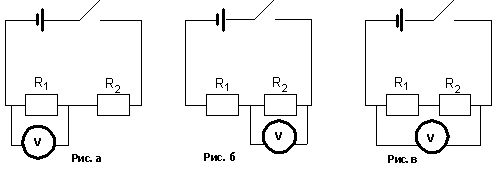 R1 R2 R1 R2 R1 R2
V V V
Рис. а Рис. б Рис. в